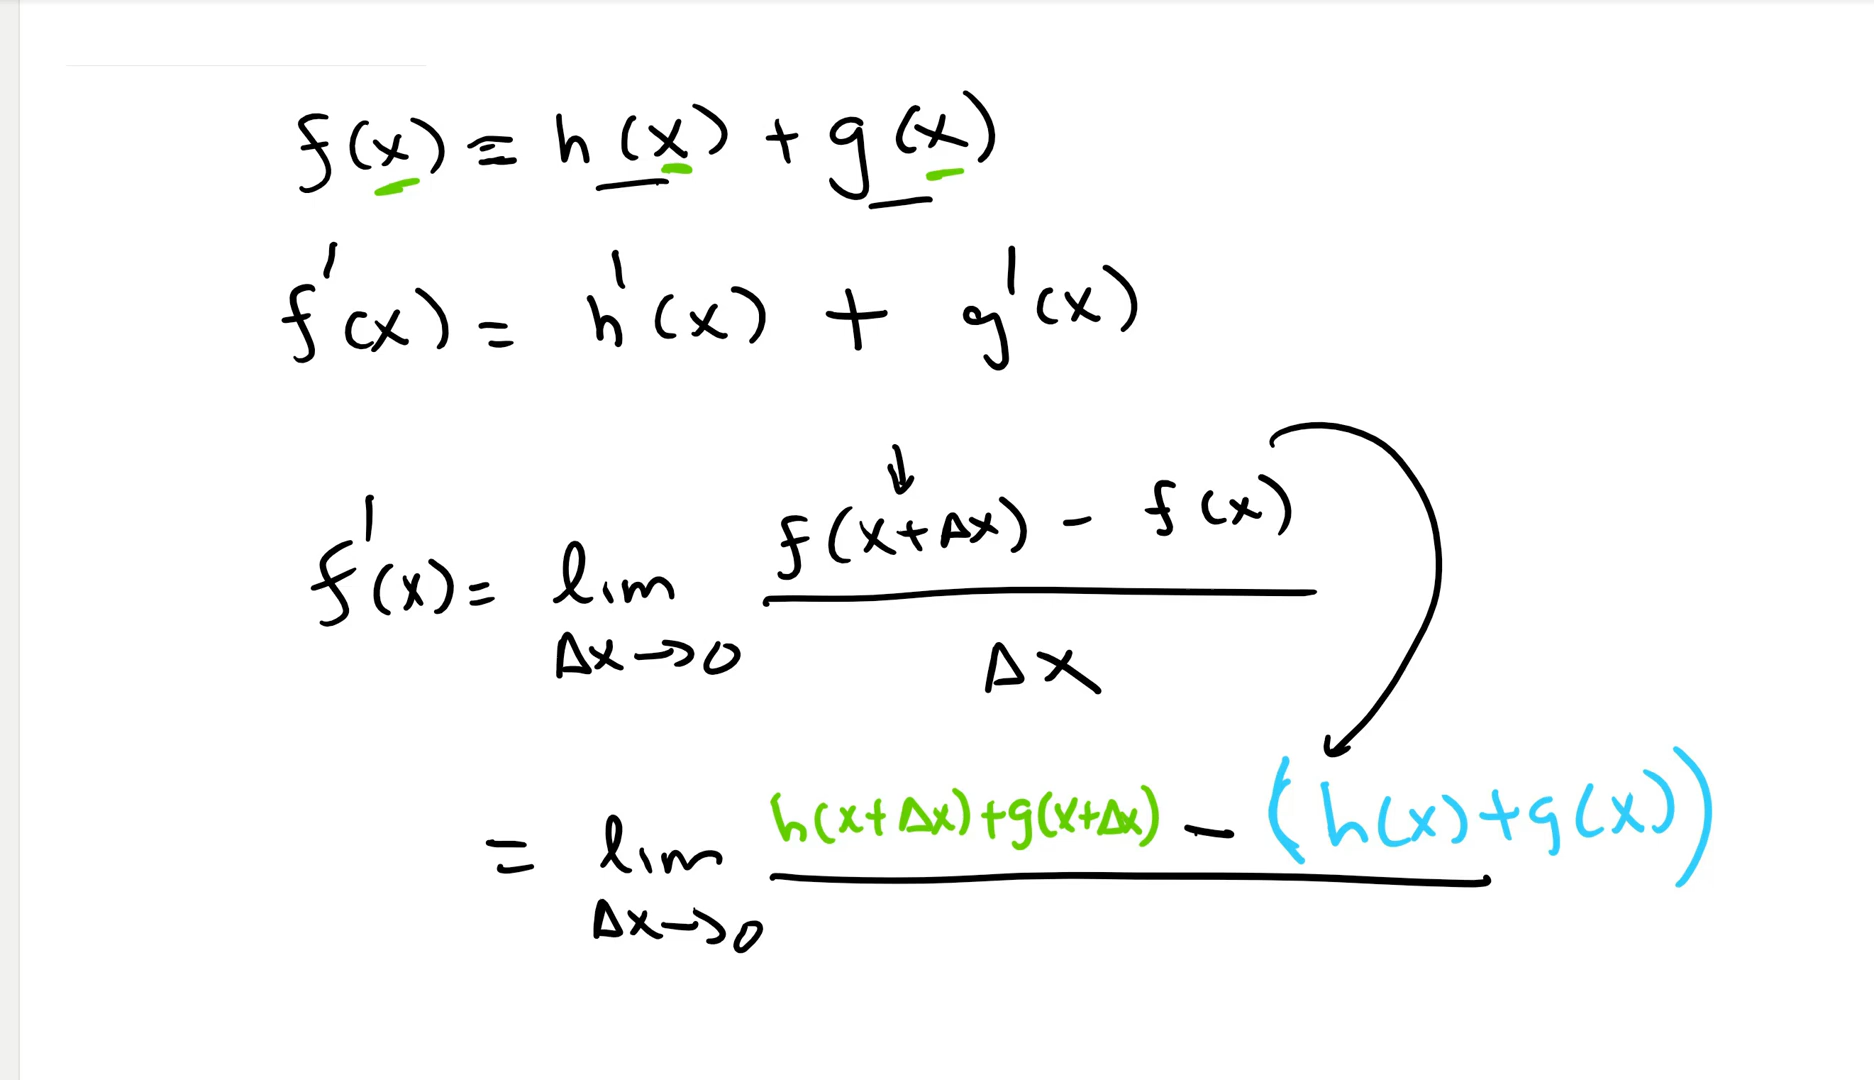 f(x) = h(x) + g(x)
f'(x) = h'(x) + g'(x)
f(x+Δx) - f(x)
f'(x) = lim
Δx→0
Δx
h(x+Δx)+g(x+Δx) - (h(x)+g(x))
= lim
Δx→0